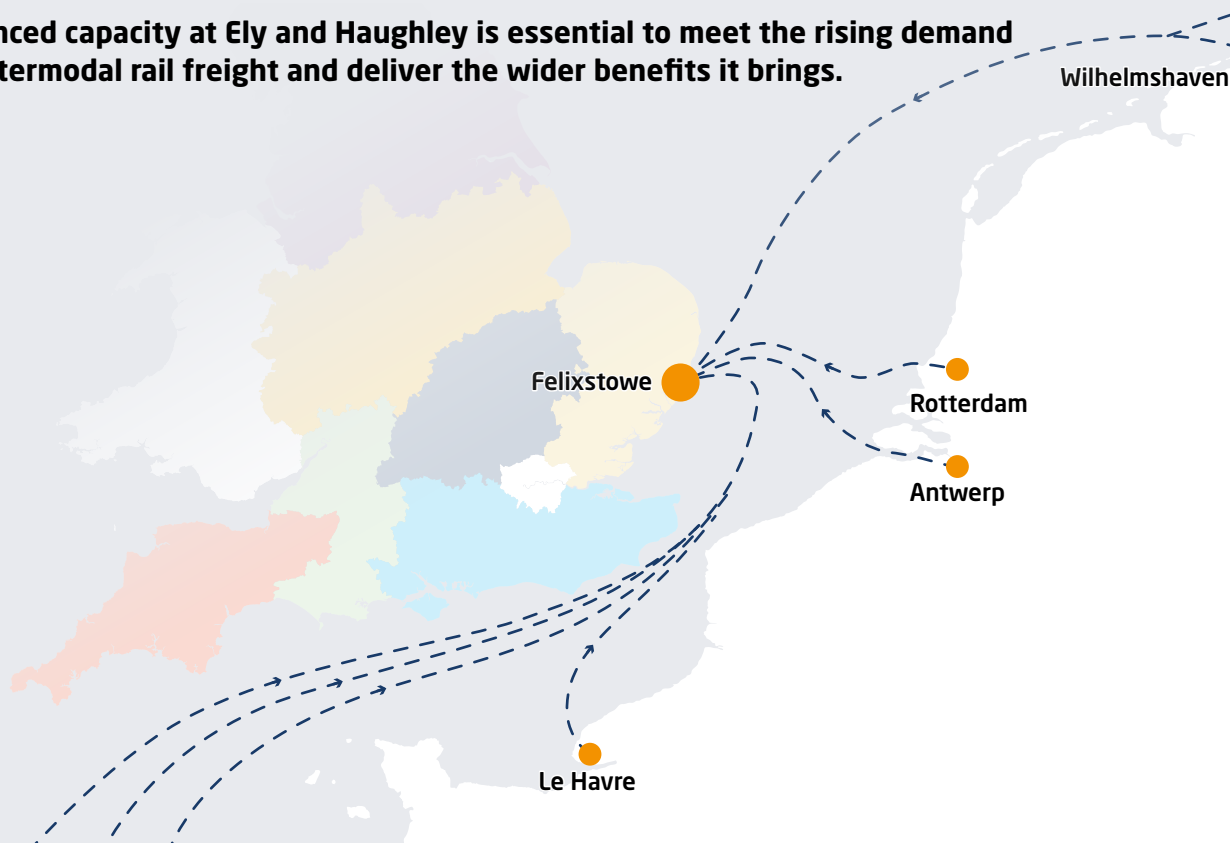 nced capacity at Ely and Haughley is essential to meet the rising demand
termodal rail freight and deliver the wider benefits it brings.
Wilhelmshaven
Felixstowe
Rotterdam
Antwerp
Le Havre